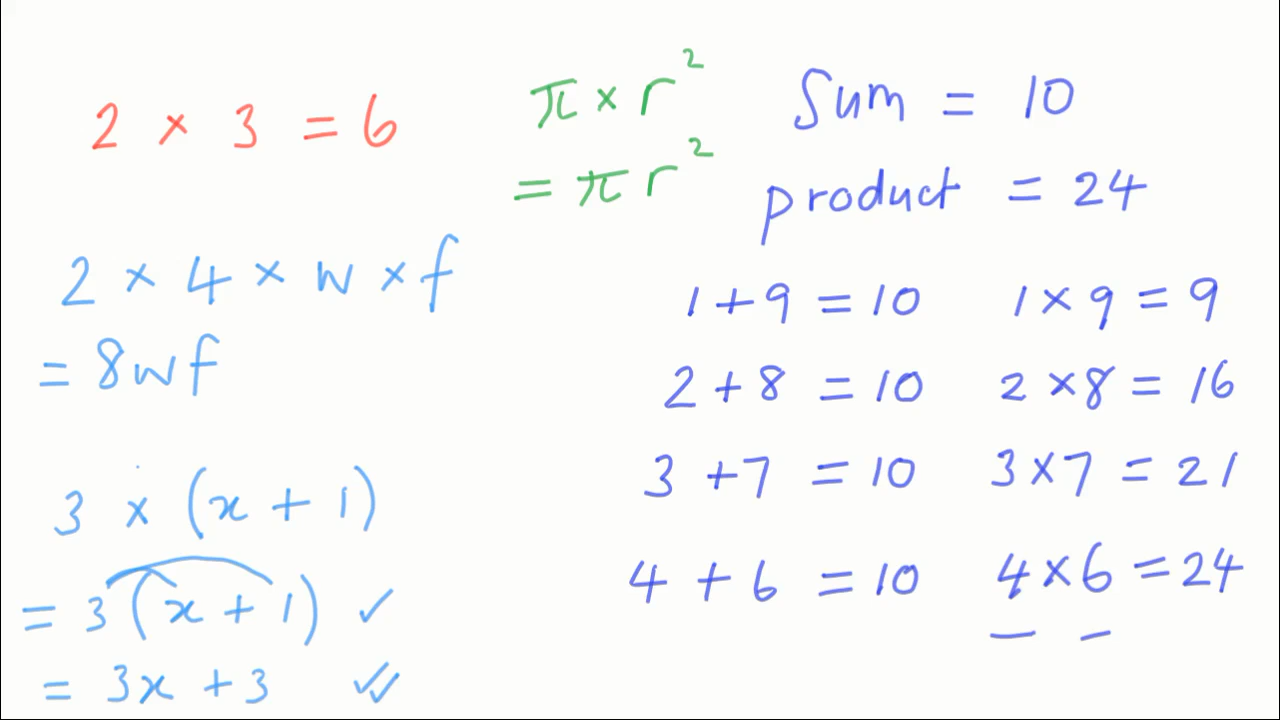 2 × 3 = 6
2 × 4 × w × f
= 8wf
3 × (x + 1)
= 3(x + 1) ✓
= 3x + 3 ✓✓
π × r²
= πr²
Sum = 10
product = 24
1 + 9 = 10 1 × 9 = 9
2 + 8 = 10 2 × 8 = 16
3 + 7 = 10 3 × 7 = 21
4 + 6 = 10 4 × 6 = 24